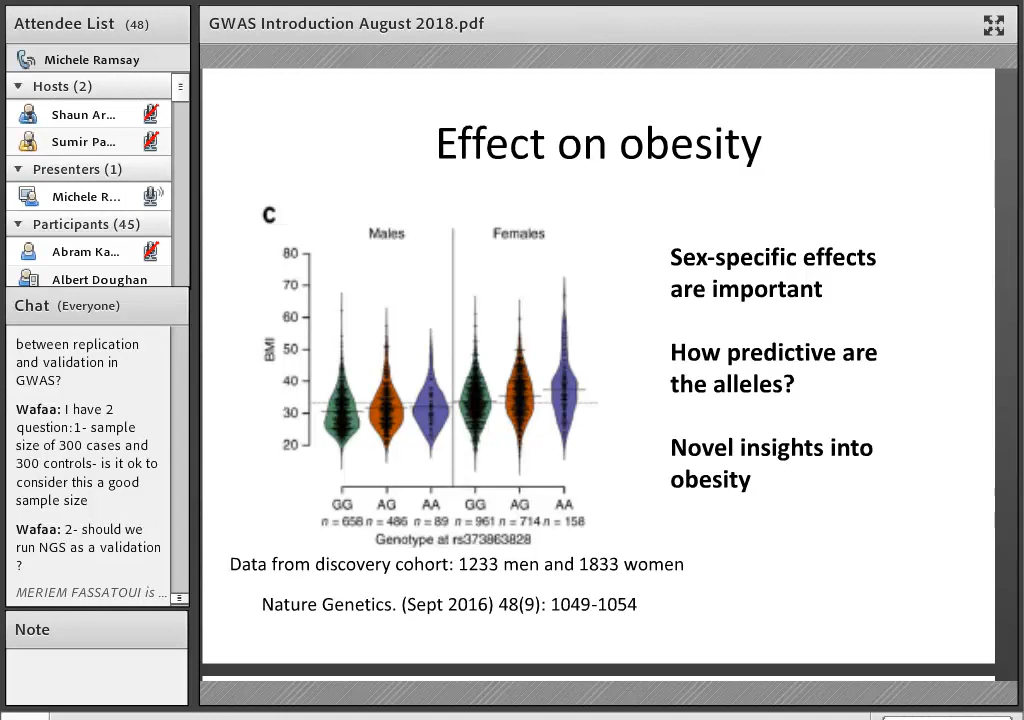 Attendee List (48)
Michele Ramsay
Hosts (2)
Shaun Ar...
Sumir Pa...
Presenters (1)
Michele R...
Participants (45)
Abram Ka...
Albert Doughan
Chat (Everyone)
between replication
and validation in
GWAS?
Wafaa: I have 2
question:1- sample
size of 300 cases and
300 controls- is it ok to
consider this a good
sample size
Wafaa: 2- should we
run NGS as a validation
?
MERIEM FASSATOUI is ...
Note
GWAS Introduction August 2018.pdf
Effect on obesity
C
Males Females
80
70
60
50
40
30
20
BMI
GG AG AA GG AG AA
n = 658 n = 486 n = 89 n = 961 n = 714 n = 158
Genotype at rs373863828
Sex-specific effects
are important
How predictive are
the alleles?
Novel insights into
obesity
Data from discovery cohort: 1233 men and 1833 women
Nature Genetics. (Sept 2016) 48(9): 1049-1054